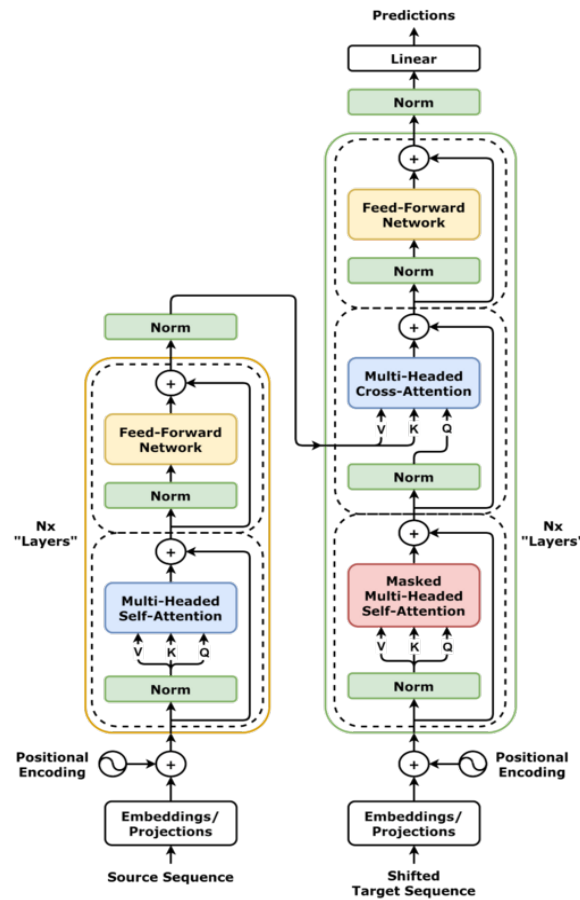 Predictions
Linear
Norm
+
Feed-Forward
Network
Norm
+
Multi-Headed
Cross-Attention
V K Q
Norm
+
Masked
Multi-Headed
Self-Attention
V K Q
Norm
Nx
"Layers"
+
Positional
Encoding
Embeddings/
Projections
Shifted
Target Sequence
Norm
+
Feed-Forward
Network
Norm
+
Multi-Headed
Self-Attention
V K Q
Norm
Nx
"Layers"
+
Positional
Encoding
Embeddings/
Projections
Source Sequence